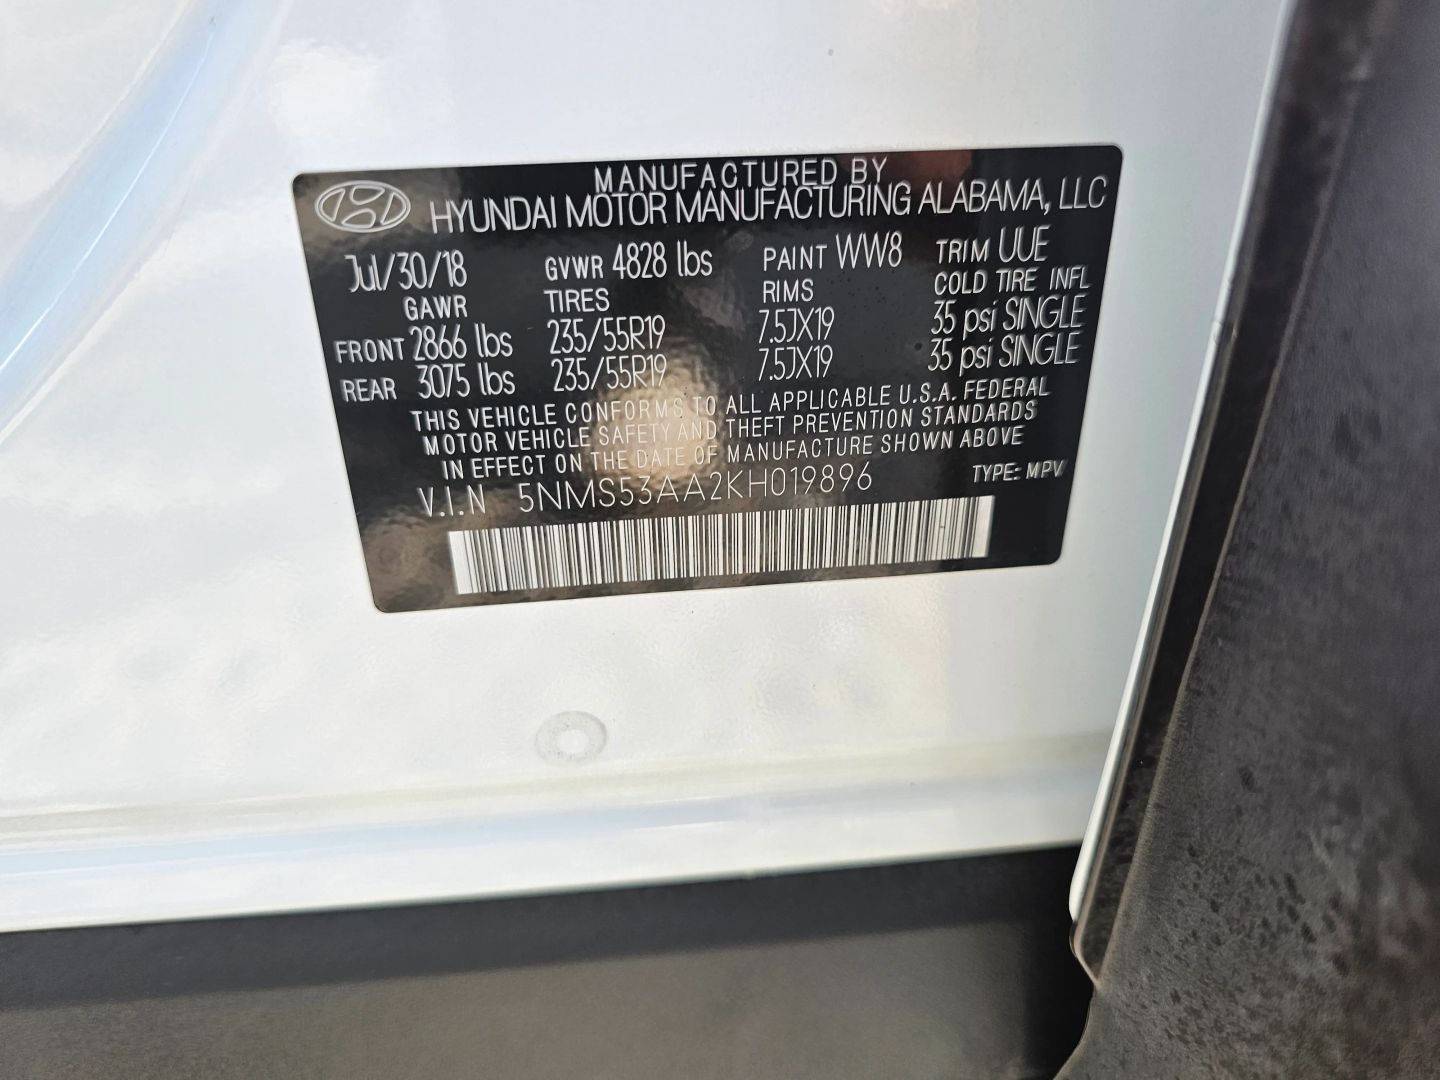 MANUFACTURED BY
HYUNDAI MOTOR MANUFACTURING ALABAMA, LLC
Jul/30/18 GVWR 4828 lbs PAINT WW8 TRIM UUE
GAWR TIRES RIMS COLD TIRE INFL
FRONT 2866 lbs 235/55R19 7.5JX19 35 psi SINGLE
REAR 3075 lbs 235/55R19 7.5JX19 35 psi SINGLE
THIS VEHICLE CONFORMS TO ALL APPLICABLE U.S.A. FEDERAL
MOTOR VEHICLE SAFETY AND THEFT PREVENTION STANDARDS
IN EFFECT ON THE DATE OF MANUFACTURE SHOWN ABOVE
V.I.N 5NMS53AA2KH019896 TYPE: MPV